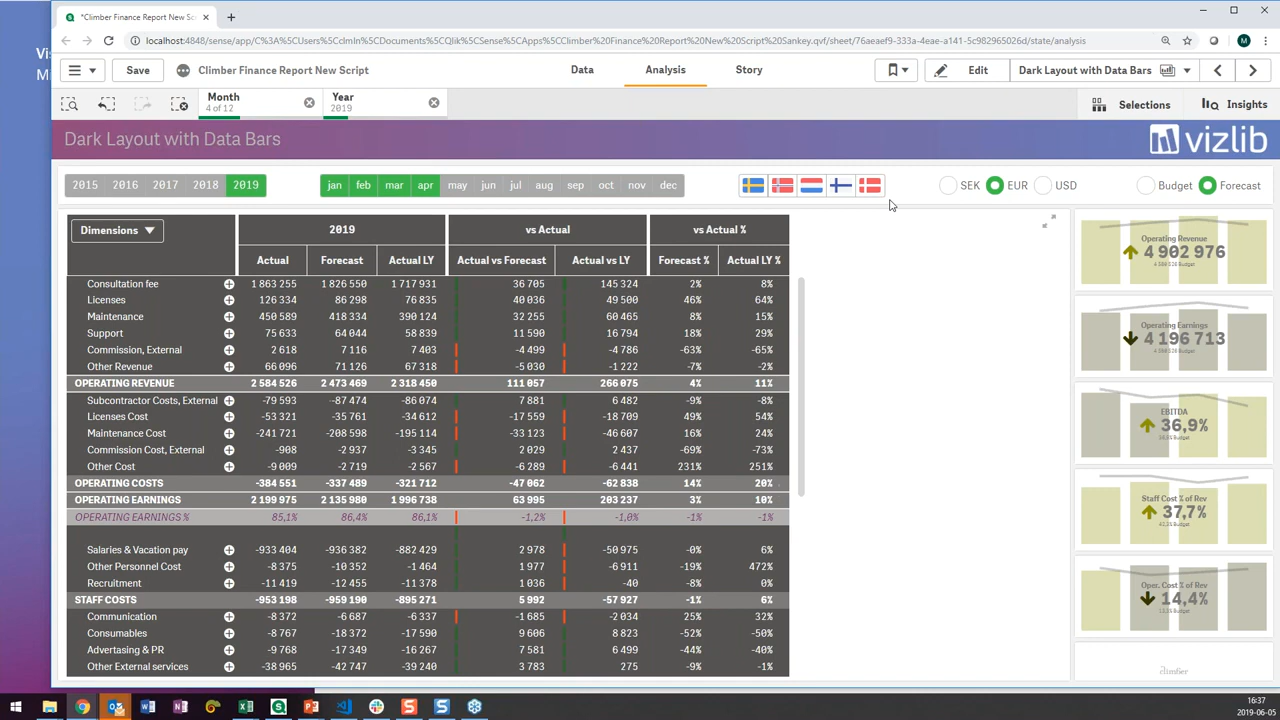 Vis
Mi
*Climber Finance Report New Sc
localhost:4848/sense/app/C%3A%5CUsers%5Cclmln%5CDocuments%5CQlik%5CSense%5CApps%5CClimber%20Finance%20Report%20New%20Script%20Sankey.qvf/sheet/76aeaef9-333a-4eae-a141-5c982965026d/state/analysis
M
Save
Climber Finance Report New Script
Data
Analysis
Story
Edit
Dark Layout with Data Bars
Month
4 of 12
Year
2019
Selections
Insights
Dark Layout with Data Bars
vizlib
2015 2016 2017 2018 2019
jan feb mar apr may jun jul aug sep oct nov dec
SEK EUR USD
Budget Forecast
Dimensions
2019 vs Actual vs Actual %
Actual Forecast Actual LY Actual vs Forecast Actual vs LY Forecast % Actual LY %
Consultation fee 1 863 255 1 826 550 1 717 931 36 705 145 324 2% 8%
Licenses 126 334 86 298 76 835 40 036 49 500 46% 64%
Maintenance 450 589 418 334 390 124 32 255 60 465 8% 15%
Support 75 633 64 044 58 839 11 590 16 794 18% 29%
Commission, External 2 618 7 116 7 403 -4 499 -4 786 -63% -65%
Other Revenue 66 096 71 126 67 318 -5 030 -1 222 -7% -2%
OPERATING REVENUE 2 584 526 2 473 469 2 318 450 111 057 266 075 4% 11%
Subcontractor Costs, External -79 593 -87 474 -86 074 7 881 6 482 -9% -8%
Licenses Cost -53 321 -35 761 -34 612 -17 559 -18 709 49% 54%
Maintenance Cost -241 721 -208 598 -195 114 -33 123 -46 607 16% 24%
Commission Cost, External -908 -2 937 -3 345 2 029 2 437 -69% -73%
Other Cost -9 009 -2 719 -2 567 -6 289 -6 441 231% 251%
OPERATING COSTS -384 551 -337 489 -321 712 -47 062 -62 838 14% 20%
OPERATING EARNINGS 2 199 975 2 135 980 1 996 738 63 995 203 237 3% 10%
OPERATING EARNINGS % 85,1% 86,4% 86,1% -1,2% -1,0% -1% -1%
Salaries & Vacation pay -933 404 -936 382 -882 429 2 978 -50 975 -0% 6%
Other Personnel Cost -8 375 -10 352 -1 464 1 977 -6 911 -19% 472%
Recruitment -11 419 -12 455 -11 378 1 036 -40 -8% 0%
STAFF COSTS -953 198 -959 190 -895 271 5 992 -57 927 -1% 6%
Communication -8 372 -6 687 -6 337 -1 685 -2 034 25% 32%
Consumables -8 767 -18 372 -17 590 9 606 8 823 -52% -50%
Advertasing & PR -9 768 -17 349 -16 267 7 581 6 499 -44% -40%
Other External services -38 965 -42 747 -39 240 3 783 275 -9% -1%
Operating Revenue
4 902 976
Operating Earnings
4 196 713
EBITDA
36,9%
Staff Cost % of Rev
37,7%
Oper. Cost % of Rev
14,4%
climber
16:37
2019-06-05